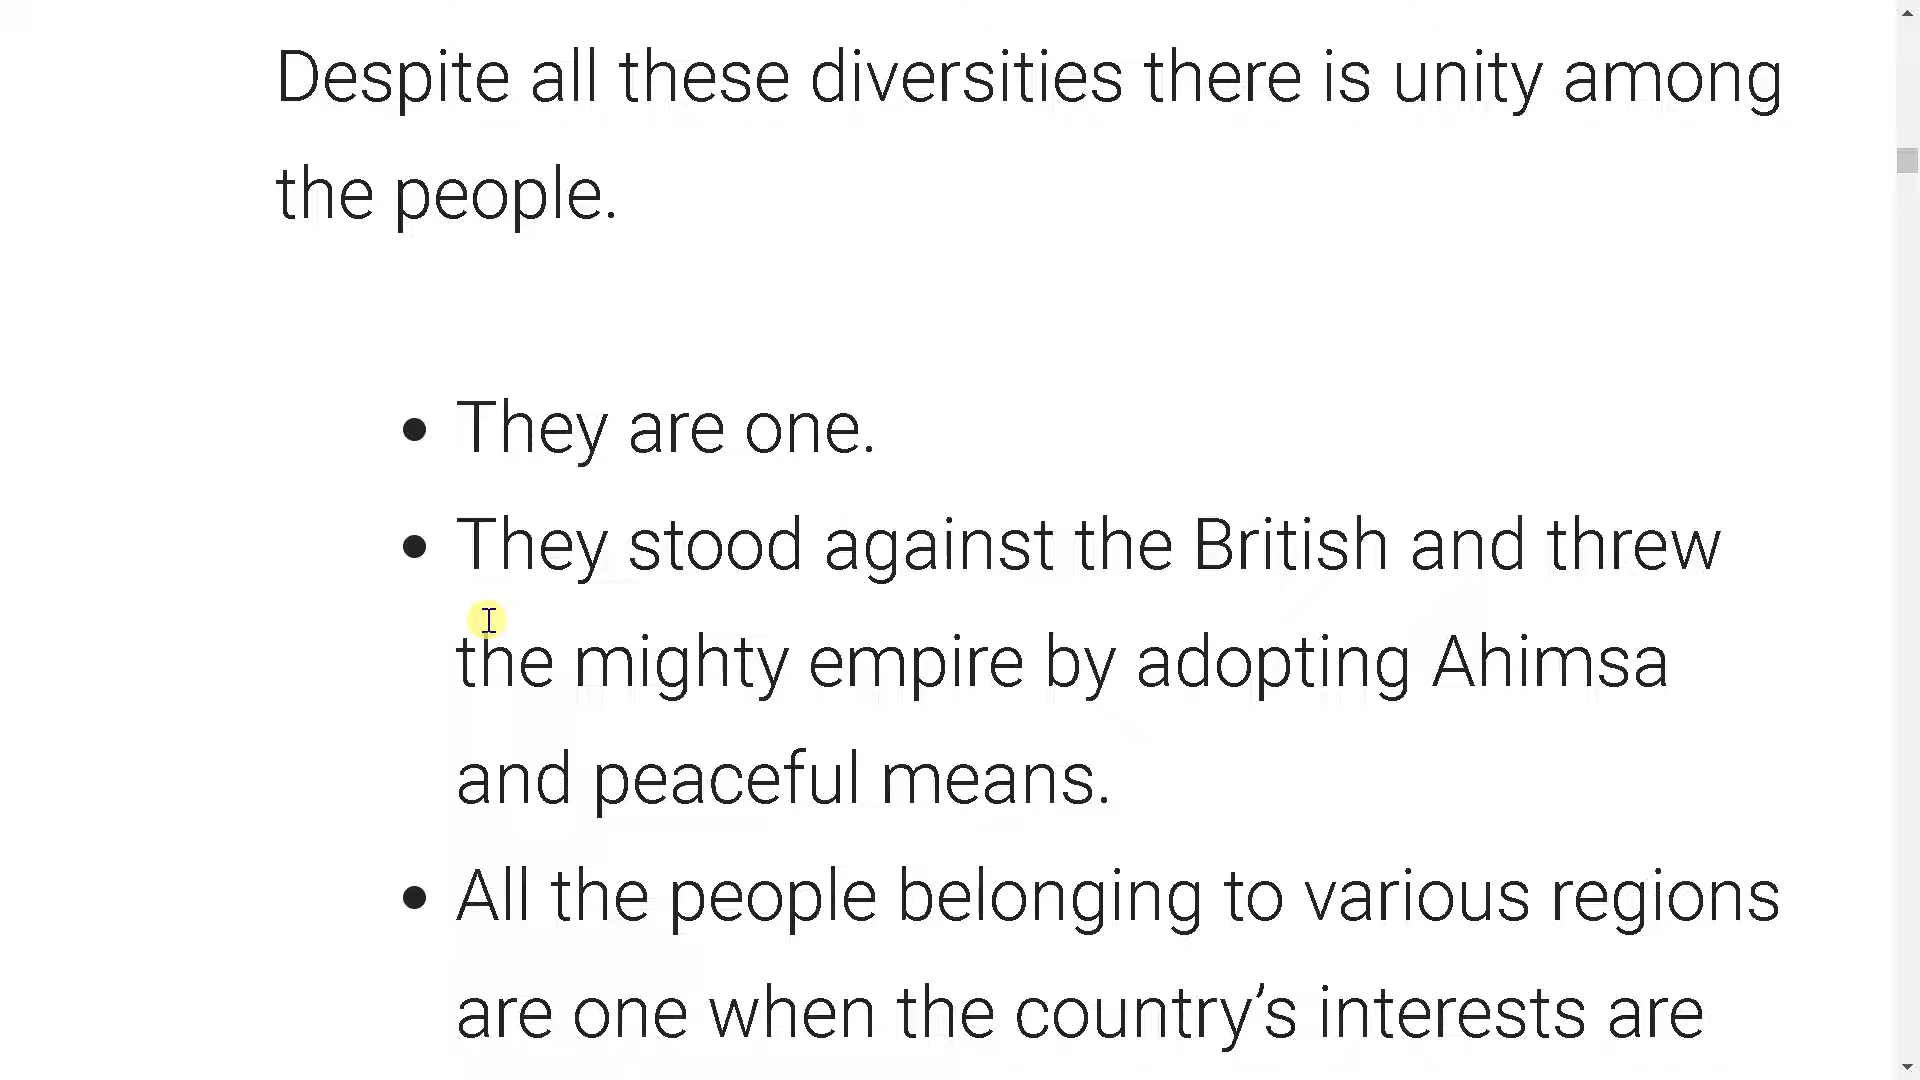 Despite all these diversities there is unity among
the people.
• They are one.
• They stood against the British and threw
the mighty empire by adopting Ahimsa
and peaceful means.
• All the people belonging to various regions
are one when the country’s interests are